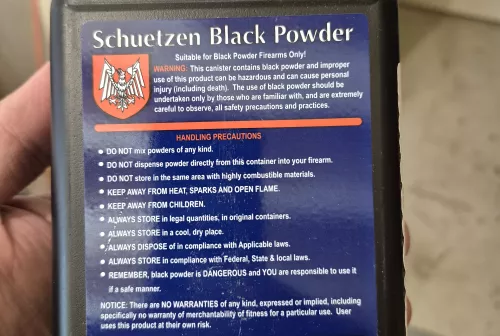 Schuetzen Black Powder
Suitable for Black Powder Firearms Only!
WARNING: This canister contains black powder and improper
use of this product can be hazardous and can cause personal
injury (including death). The use of black powder should be
undertaken only by those who are familiar with, and are extremely
careful to observe, all safety precautions and practices.
HANDLING PRECAUTIONS
• DO NOT mix powders of any kind.
• DO NOT dispense powder directly from this container into your firearm.
• DO NOT store in the same area with highly combustible materials.
• KEEP AWAY FROM HEAT, SPARKS AND OPEN FLAME.
• KEEP AWAY FROM CHILDREN.
• ALWAYS STORE in legal quantities, in original containers.
• ALWAYS STORE in a cool, dry place.
• ALWAYS DISPOSE of in compliance with Applicable laws.
• ALWAYS STORE in compliance with Federal, State & local laws.
• REMEMBER, black powder is DANGEROUS and YOU are responsible to use it
if a safe manner.
NOTICE: There are NO WARRANTIES of any kind, expressed or implied, including
specifically no warranty of merchantability of fitness for a particular use. User
uses this product at their own risk.